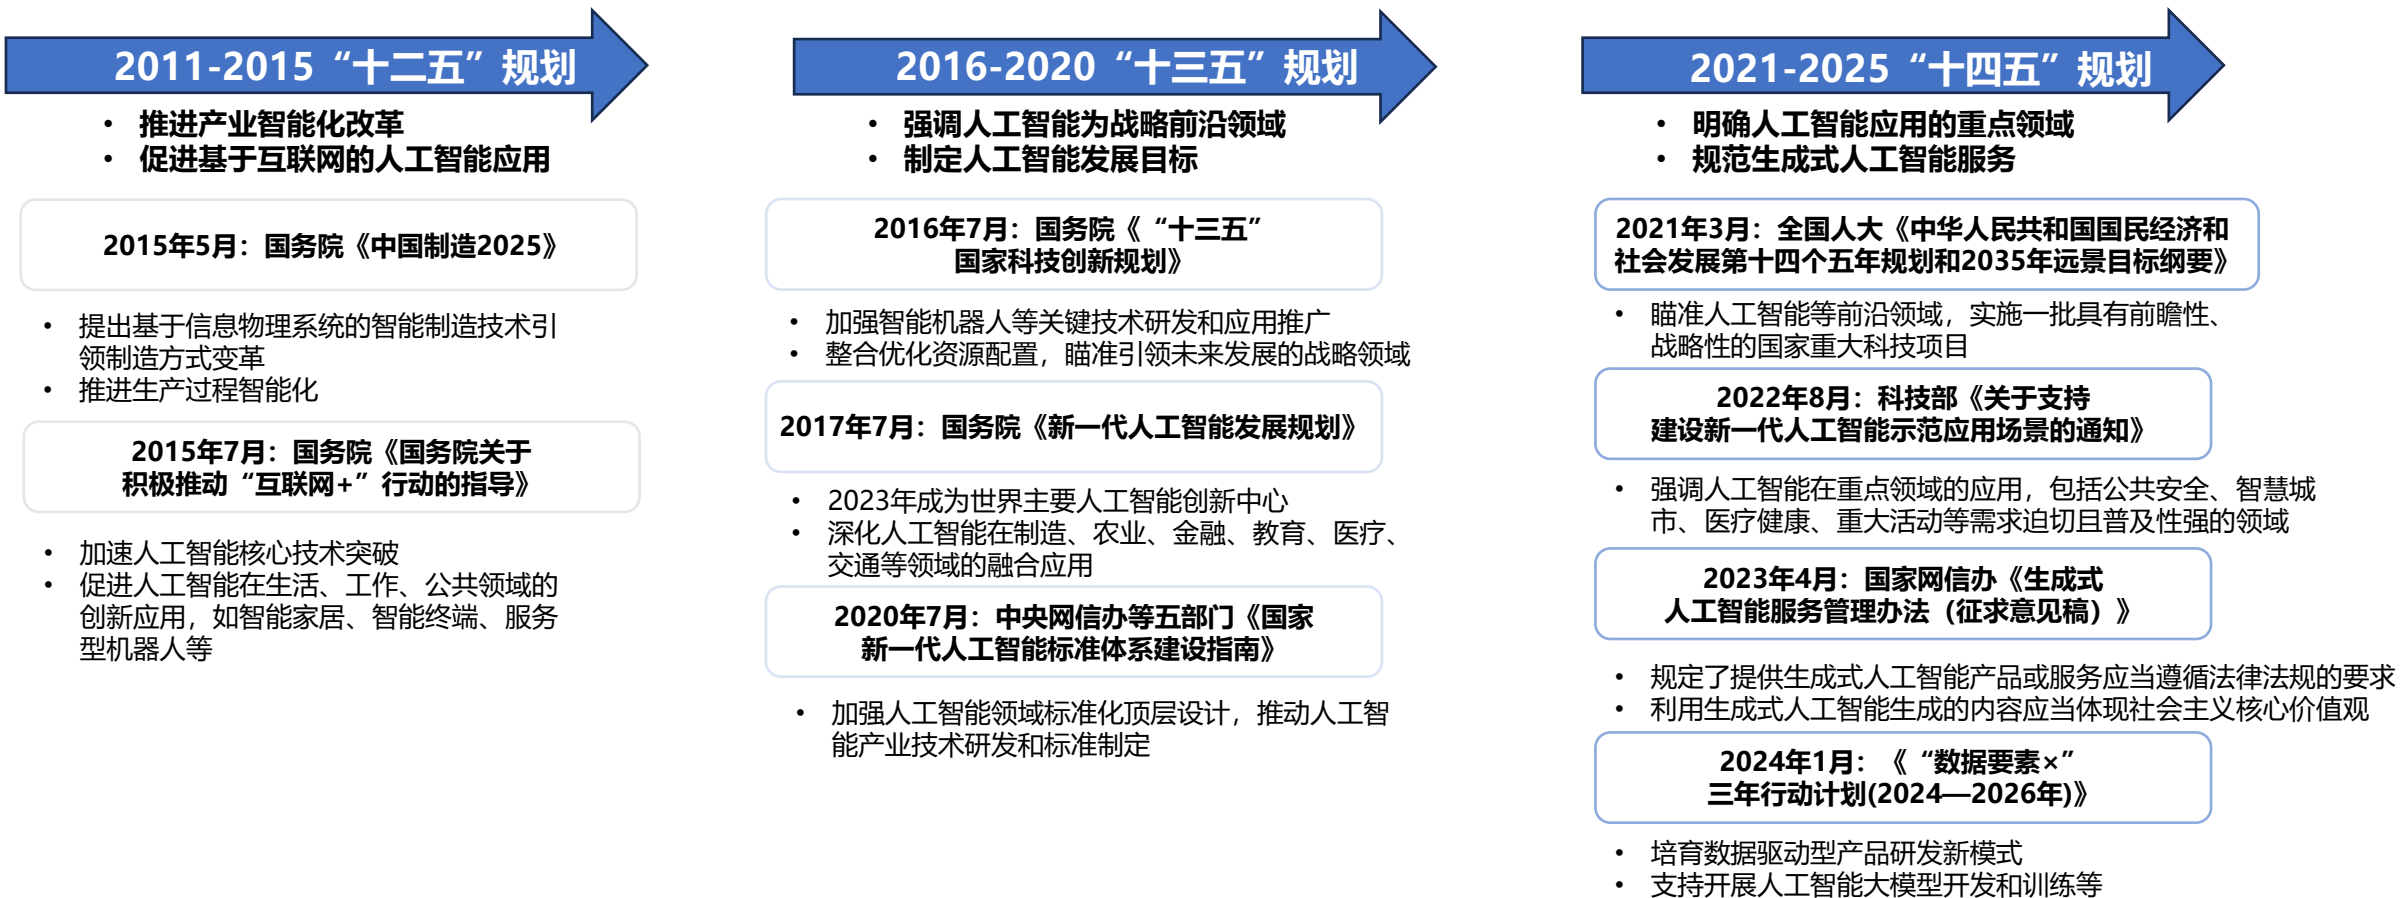 2011-2015“十二五”规划
• 推进产业智能化改革
• 促进基于互联网的人工智能应用
2015年5月：国务院《中国制造2025》
• 提出基于信息物理系统的智能制造技术引
领制造方式变革
• 推进生产过程智能化
2015年7月：国务院《国务院关于
积极推动“互联网+”行动的指导》
• 加速人工智能核心技术突破
• 促进人工智能在生活、工作、公共领域的
创新应用，如智能家居、智能终端、服务
型机器人等
2016-2020“十三五”规划
• 强调人工智能为战略前沿领域
• 制定人工智能发展目标
2016年7月：国务院《“十三五”
国家科技创新规划》
• 加强智能机器人等关键技术研发和应用推广
• 整合优化资源配置，瞄准引领未来发展的战略领域
2017年7月：国务院《新一代人工智能发展规划》
• 2023年成为世界主要人工智能创新中心
• 深化人工智能在制造、农业、金融、教育、医疗、
交通等领域的融合应用
2020年7月：中央网信办等五部门《国家
新一代人工智能标准体系建设指南》
• 加强人工智能领域标准化顶层设计，推动人工智
能产业技术研发和标准制定
2021-2025“十四五”规划
• 明确人工智能应用的重点领域
• 规范生成式人工智能服务
2021年3月：全国人大《中华人民共和国国民经济和
社会发展第十四个五年规划和2035年远景目标纲要》
• 瞄准人工智能等前沿领域，实施一批具有前瞻性、
战略性的国家重大科技项目
2022年8月：科技部《关于支持
建设新一代人工智能示范应用场景的通知》
• 强调人工智能在重点领域的应用，包括公共安全、智慧城
市、医疗健康、重大活动等需求迫切且普及性强的领域
2023年4月：国家网信办《生成式
人工智能服务管理办法（征求意见稿）》
• 规定了提供生成式人工智能产品或服务应当遵循法律法规的要求
• 利用生成式人工智能生成的内容应当体现社会主义核心价值观
2024年1月：《“数据要素×”
三年行动计划(2024—2026年)》
• 培育数据驱动型产品研发新模式
• 支持开展人工智能大模型开发和训练等